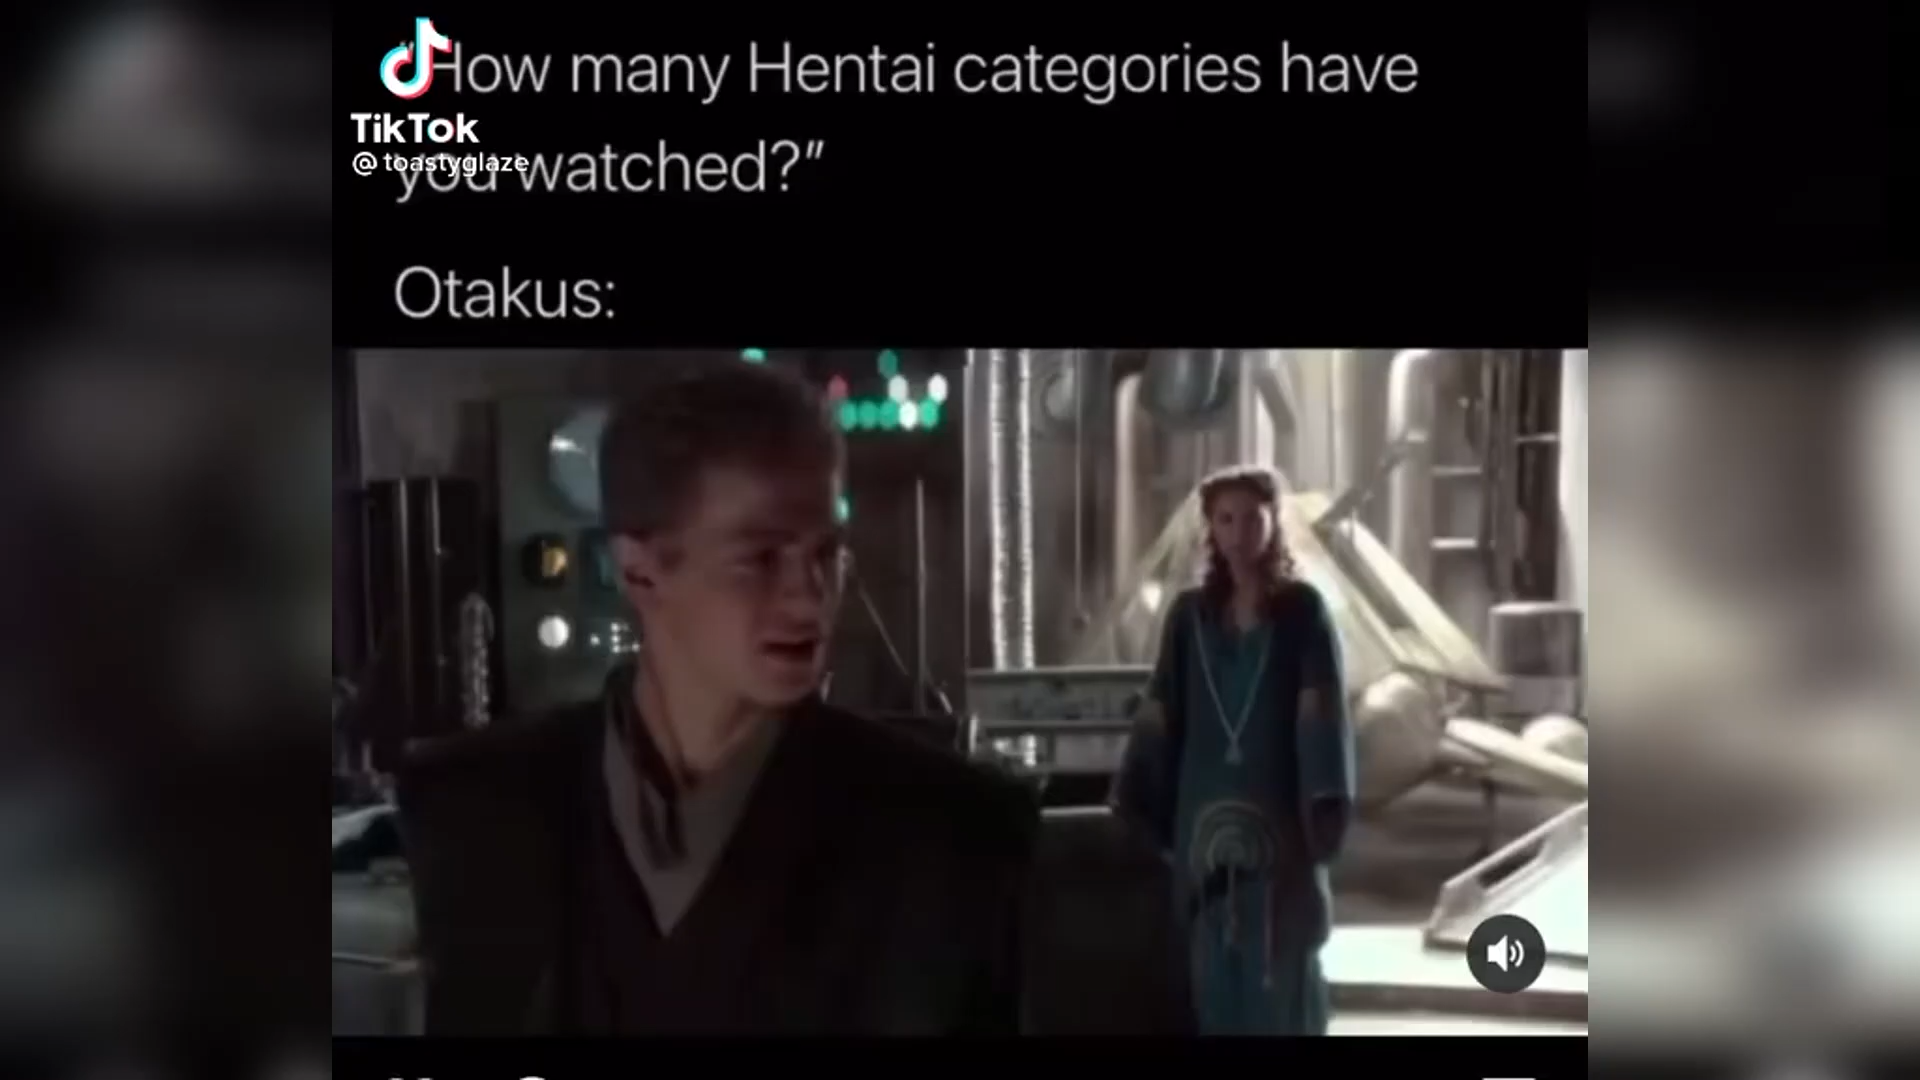 "How many Hentai categories have
you watched?"
Otakus:
TikTok
@toastyglaze